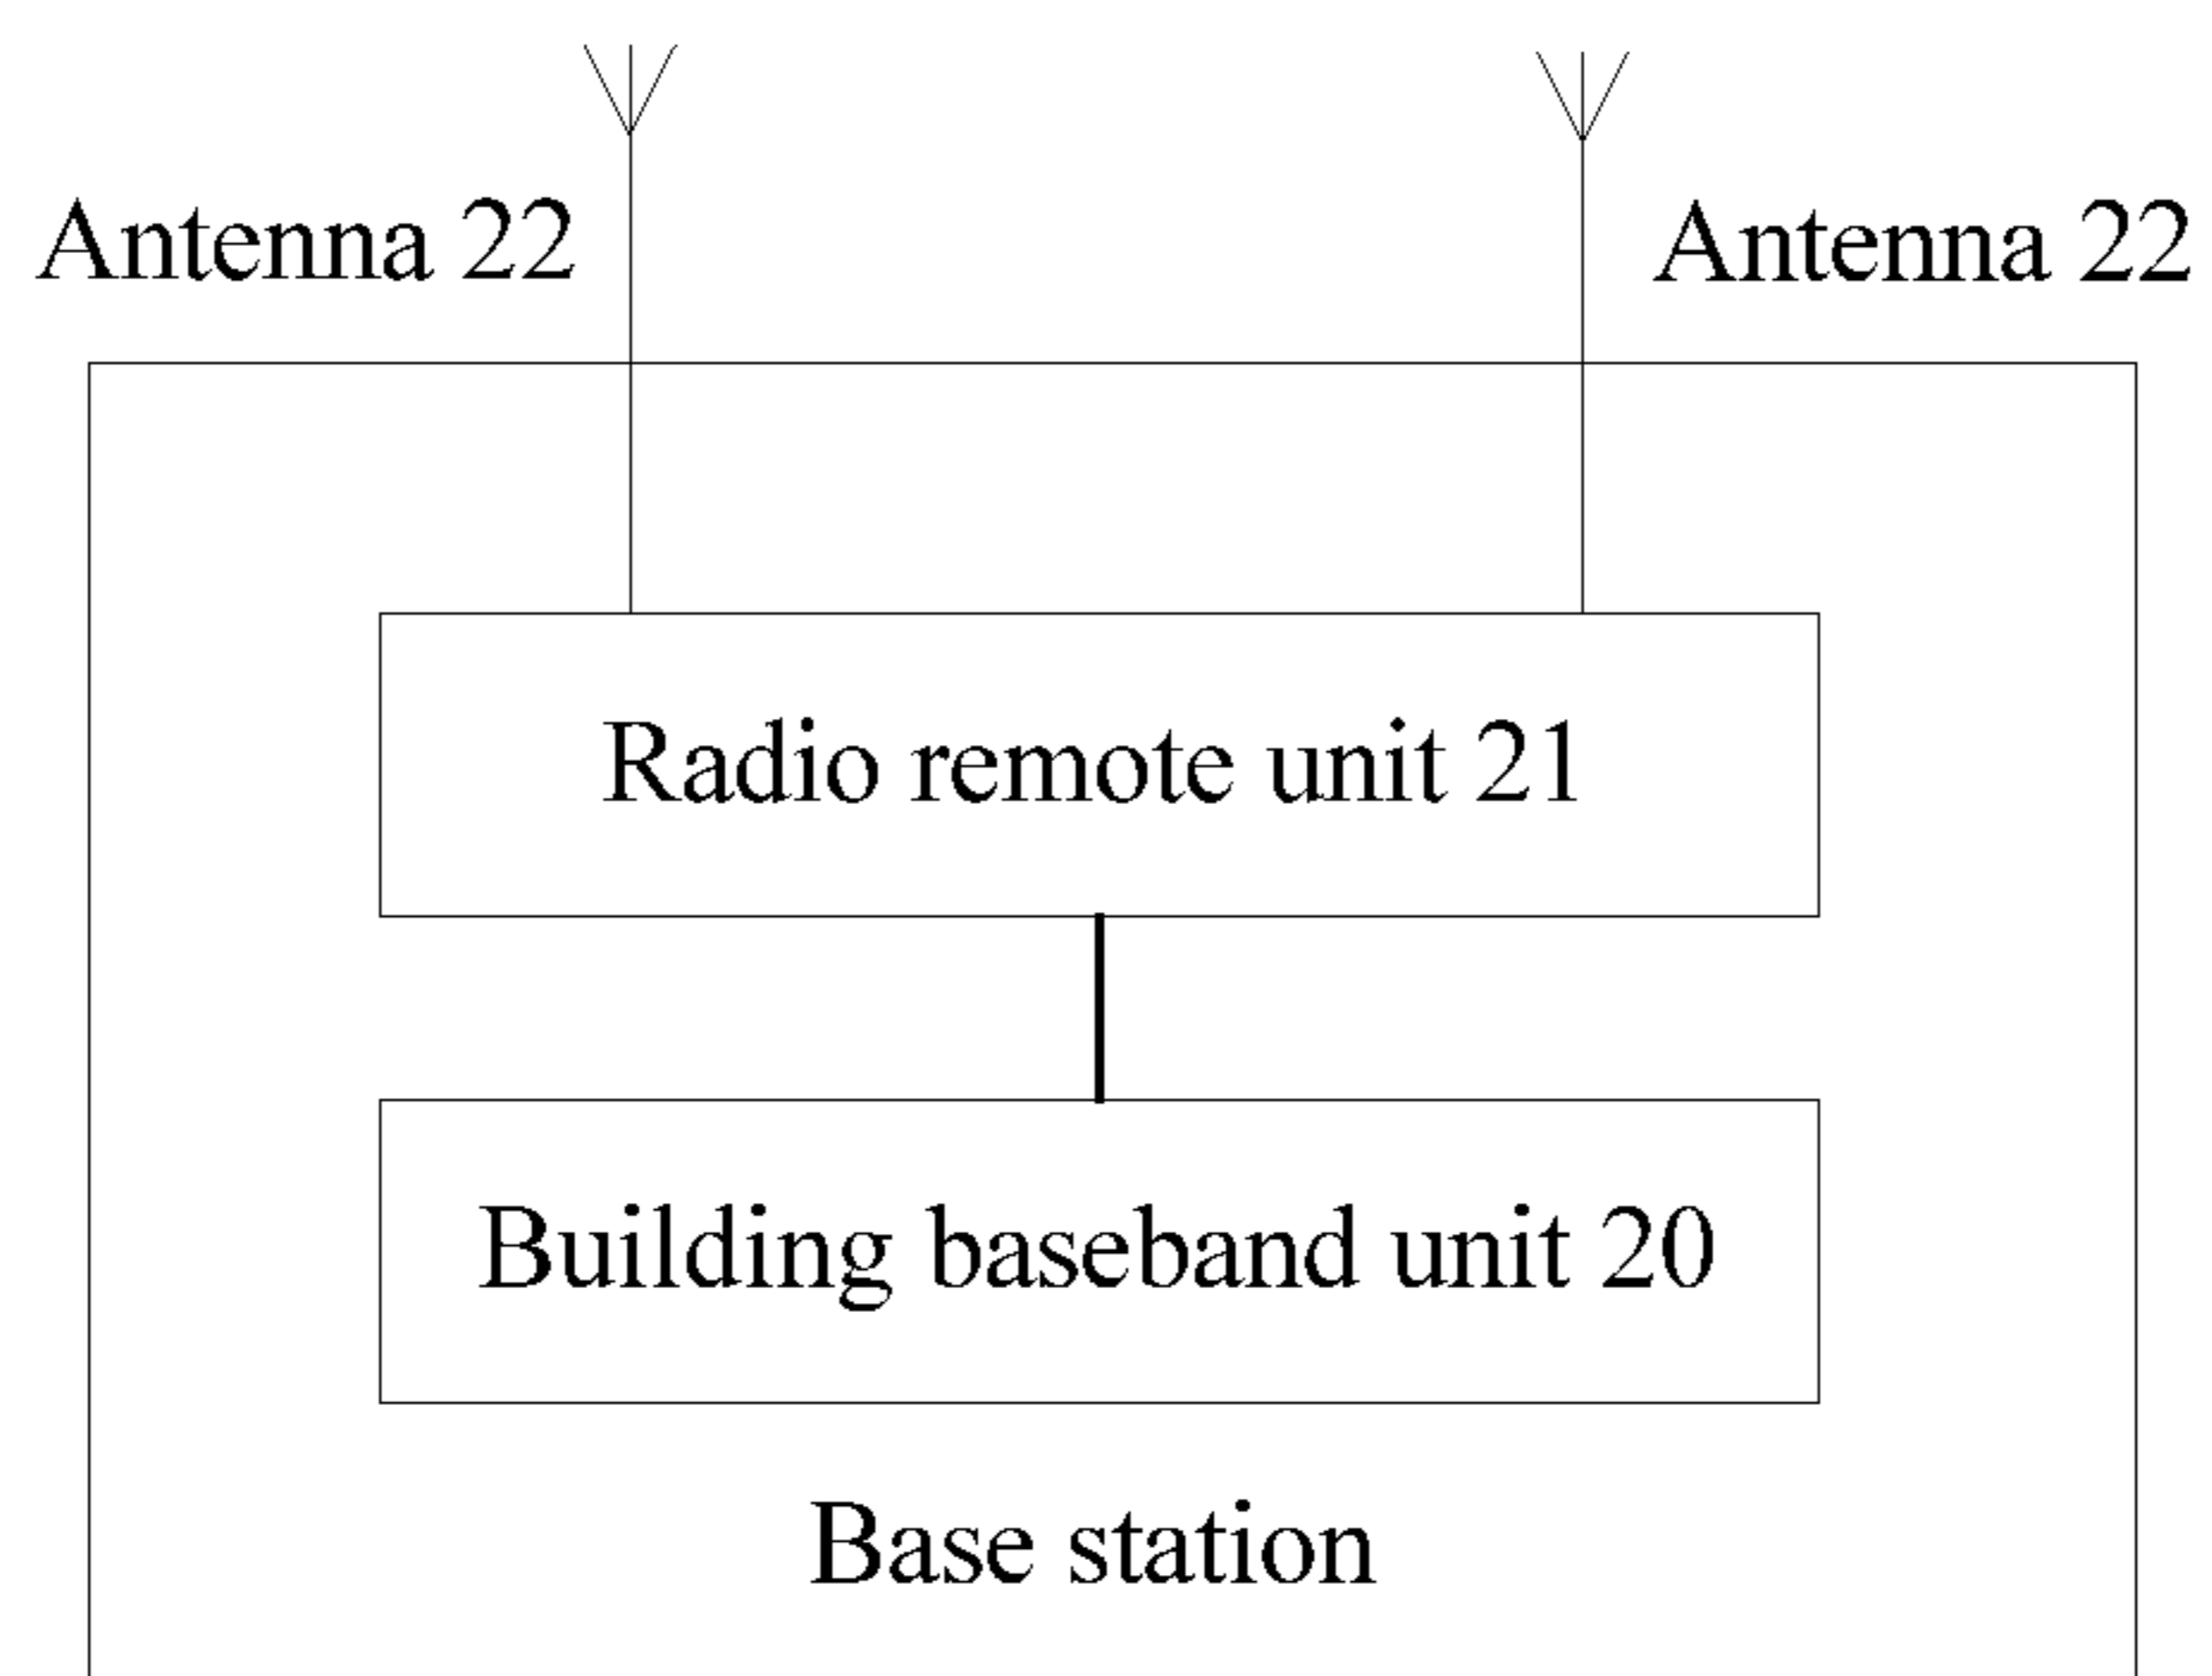 Antenna 22
Antenna 22
Radio remote unit 21
Building baseband unit 20
Base station